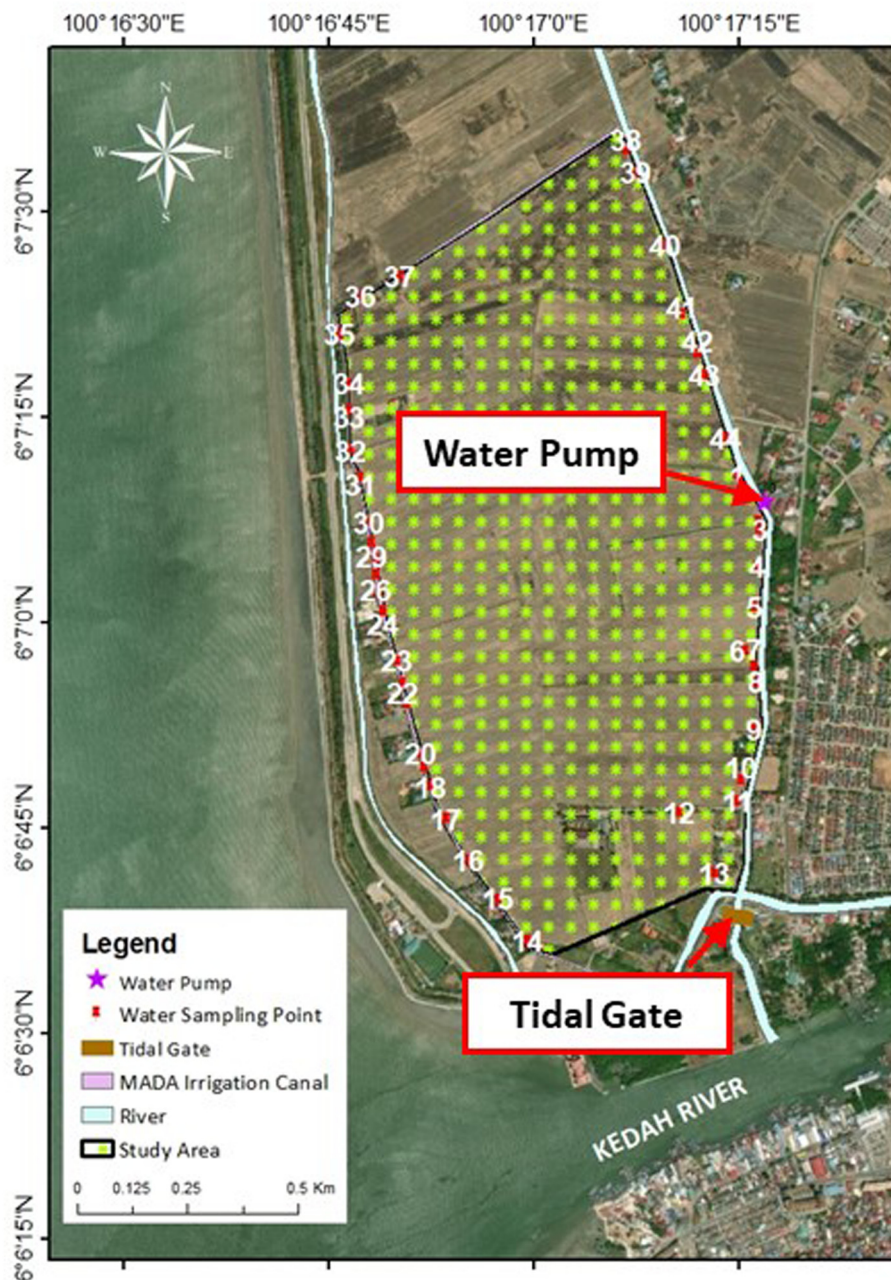 100°16'30"E 100°16'45"E 100°17'0"E 100°17'15"E
N
W E
S
6°7'30"N
6°7'15"N
6°7'0"N
6°6'45"N
6°6'30"N
6°6'15"N
38
39
40
37
36
41
35
42
43
34
33
44
32
Water Pump
31
30
3
29
4
26
5
24
67
23
8
22
9
20
10
18
11
17
12
16
13
15
14
Tidal Gate
KEDAH RIVER
Legend
Water Pump
Water Sampling Point
Tidal Gate
MADA Irrigation Canal
River
Study Area
0 0.125 0.25 0.5 Km